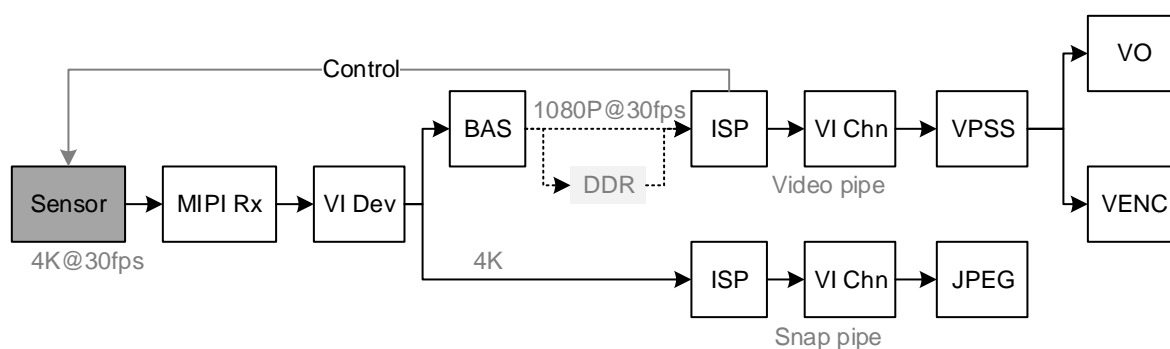 VO
Control
1080P@30fps
BAS
ISP
VI Chn
VPSS
DDR
Video pipe
Sensor
MIPI Rx
VI Dev
VENC
4K@30fps
4K
ISP
VI Chn
JPEG
Snap pipe